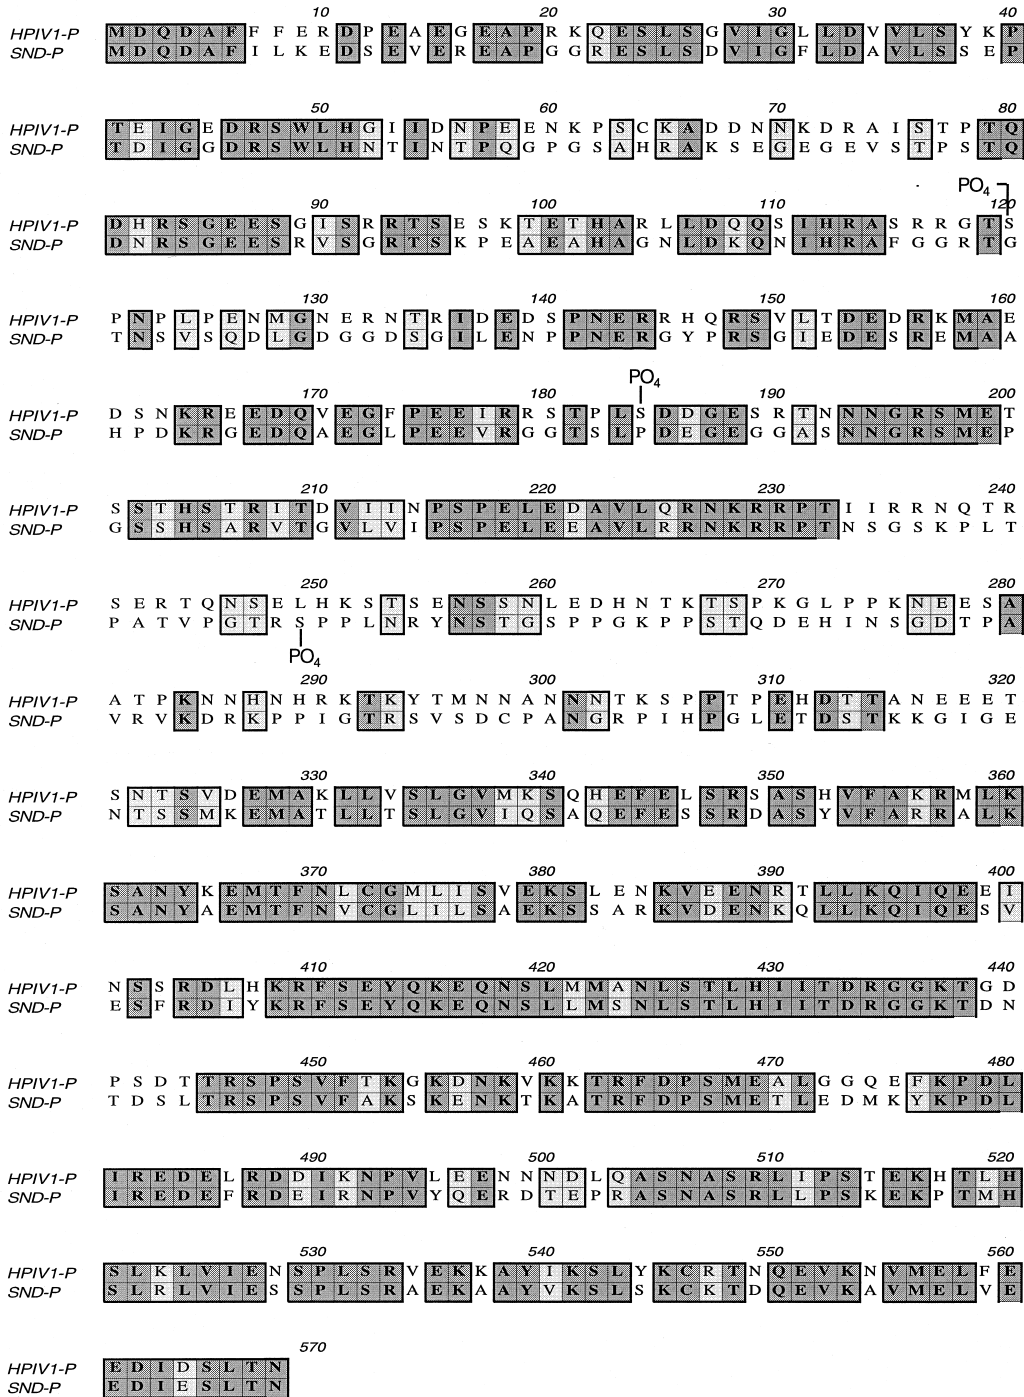 10 20 30 40
HPIV1-P M D Q D A F F F E R D P E A E G E A P R K Q E S L S G V I G L L D V V L S Y K P
SND-P M D Q D A F I L K E D S E V E R E A P G G R E S L S D V I G F L D A V L S S E P
50 60 70 80
HPIV1-P T E I G E D R S W L H G I I D N P E E N K P S C K A D D N N K D R A I S T P T Q
SND-P T D I G G D R S W L H N T I N T P Q G P G S A H R A K S E G E G E V S T P S T Q
PO4
90 100 110 120
HPIV1-P D H R S G E E S G I S R R T S E S K T E T H A R L L D Q Q S I H R A S R R G T S
SND-P D N R S G E E S R V S G R T S K P E A E A H A G N L D K Q N I H R A F G G R T G
130 140 150 160
HPIV1-P P N P L P E N M G N E R N T R I D E D S P N E R R H Q R S V L T D E D R K M A E
SND-P T N S V S Q D L G D G G D S G I L E N P P N E R G Y P R S G I E D E S R E M A A
170 180 PO4 190 200
HPIV1-P D S N K R E E D Q V E G F P E E I R R S T P L S D D G E S R T N N N G R S M E T
SND-P H P D K R G E D Q A E G L P E E V R G G T S L P D E G E G G A S N N G R S M E P
210 220 230 240
HPIV1-P S S T H S T R I T D V I I N P S P E L E D A V L Q R N K R R P T I I R R N Q T R
SND-P G S S H S A R V T G V L V I P S P E L E E A V L R R N K R R P T N S G S K P L T
250 260 270 280
HPIV1-P S E R T Q N S E L H K S T S E N S S N L E D H N T K T S P K G L P P K N E E S A
SND-P P A T V P G T R S P P L N R Y N S T G S P P G K P P S T Q D E H I N S G D T P A
PO4
290 300 310 320
HPIV1-P A T P K N N H N H R K T K Y T M N N A N N N T K S P P T P E H D T T A N E E E T
SND-P V R V K D R K P P I G T R S V S D C P A N G R P I H P G L E T D S T K K G I G E
330 340 350 360
HPIV1-P S N T S V D E M A K L L V S L G V M K S Q H E F E L S R S A S H V F A K R M L K
SND-P N T S S M K E M A T L L T S L G V I Q S A Q E F E S S R D A S Y V F A R R A L K
370 380 390 400
HPIV1-P S A N Y K E M T F N L C G M L I S V E K S L E N K V E E N R T L L K Q I Q E E I
SND-P S A N Y A E M T F N V C G L I L S A E K S S A R K V D E N K Q L L K Q I Q E S V
410 420 430 440
HPIV1-P N S S R D L H K R F S E Y Q K E Q N S L M M A N L S T L H I I T D R G G K T G D
SND-P E S F R D I Y K R F S E Y Q K E Q N S L L M S N L S T L H I I T D R G G K T D N
450 460 470 480
HPIV1-P P S D T T R S P S V F T K G K D N K V K K T R F D P S M E A L G G Q E F K P D L
SND-P T D S L T R S P S V F A K S K E N K T K A T R F D P S M E T L E D M K Y K P D L
490 500 510 520
HPIV1-P I R E D E L R D D I K N P V L E E N N N D L Q A S N A S R L I P S T E K H T L H
SND-P I R E D E F R D E I R N P V Y Q E R D T E P R A S N A S R L L P S K E K P T M H
530 540 550 560
HPIV1-P S L K L V I E N S P L S R V E K K A Y I K S L Y K C R T N Q E V K N V M E L F E
SND-P S L R L V I E S S P L S R A E K A A Y V K S L S K C K T D Q E V K A V M E L V E
570
HPIV1-P E D I D S L T N
SND-P E D I E S L T N